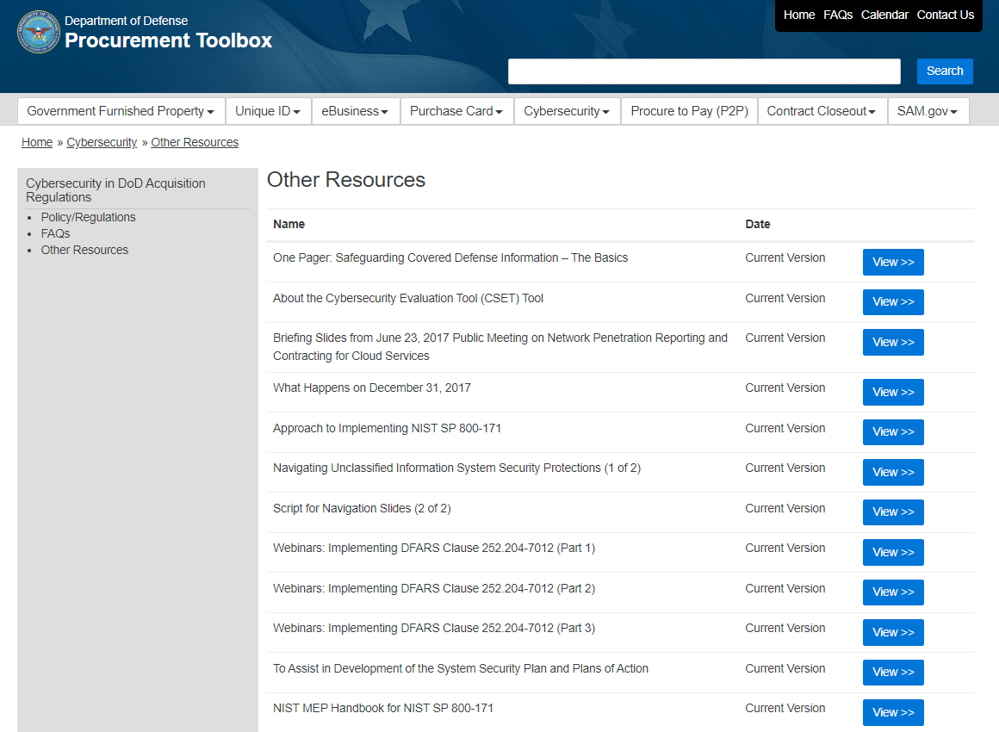 Department of Defense
Procurement Toolbox
Home FAQs Calendar Contact Us
Search
Government Furnished Property Unique ID eBusiness Purchase Card Cybersecurity Procure to Pay (P2P) Contract Closeout SAM.gov
Home » Cybersecurity » Other Resources
Cybersecurity in DoD Acquisition
Regulations
• Policy/Regulations
• FAQs
• Other Resources
Other Resources
Name Date
One Pager: Safeguarding Covered Defense Information – The Basics Current Version View >>
About the Cybersecurity Evaluation Tool (CSET) Tool Current Version View >>
Briefing Slides from June 23, 2017 Public Meeting on Network Penetration Reporting and Current Version View >>
Contracting for Cloud Services
What Happens on December 31, 2017 Current Version View >>
Approach to Implementing NIST SP 800-171 Current Version View >>
Navigating Unclassified Information System Security Protections (1 of 2) Current Version View >>
Script for Navigation Slides (2 of 2) Current Version View >>
Webinars: Implementing DFARS Clause 252.204-7012 (Part 1) Current Version View >>
Webinars: Implementing DFARS Clause 252.204-7012 (Part 2) Current Version View >>
Webinars: Implementing DFARS Clause 252.204-7012 (Part 3) Current Version View >>
To Assist in Development of the System Security Plan and Plans of Action Current Version View >>
NIST MEP Handbook for NIST SP 800-171 Current Version View >>